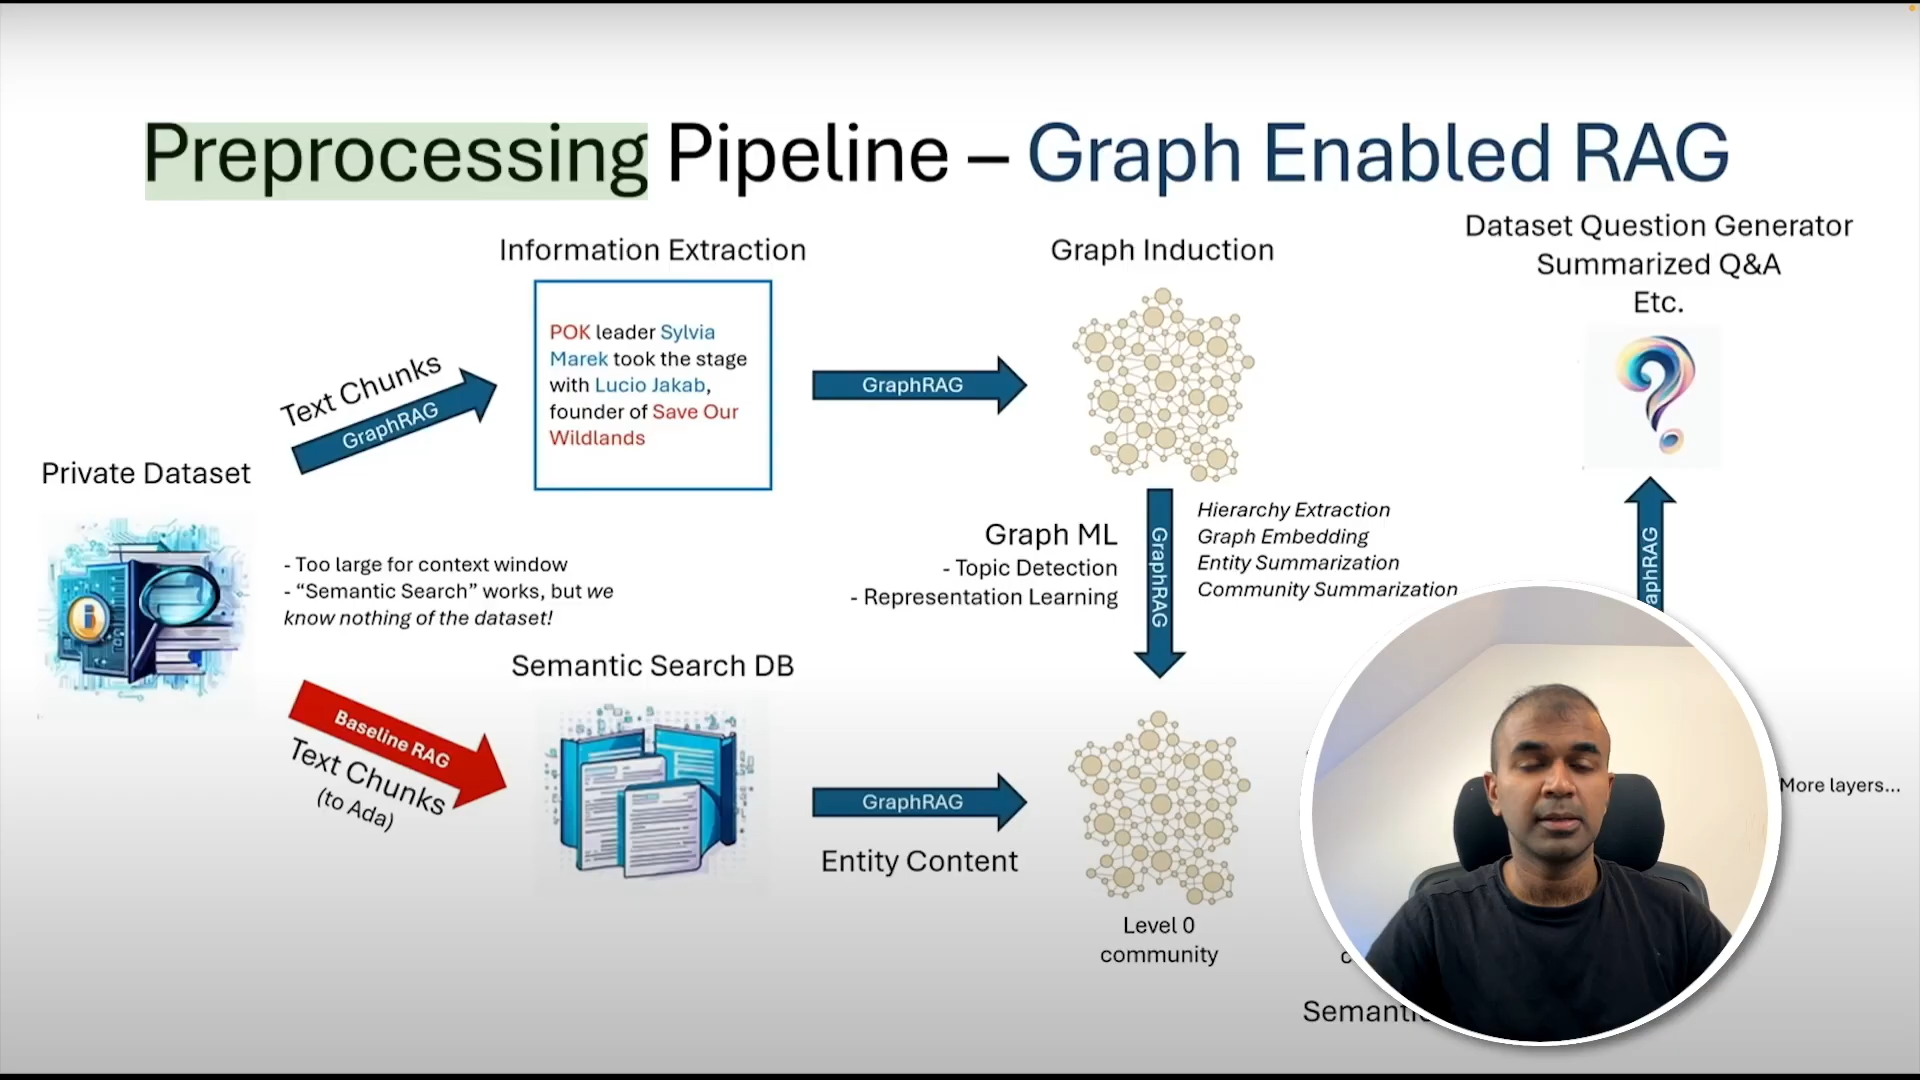 Preprocessing Pipeline – Graph Enabled RAG
Dataset Question Generator
Summarized Q&A
Etc.
Information Extraction
Graph Induction
POK leader Sylvia
Marek took the stage
with Lucio Jakab,
founder of Save Our
Wildlands
Text Chunks
GraphRAG
GraphRAG
Private Dataset
- Too large for context window
- “Semantic Search” works, but we
know nothing of the dataset!
Graph ML
- Topic Detection
- Representation Learning
GraphRAG
Hierarchy Extraction
Graph Embedding
Entity Summarization
Community Summarization
aphRAG
Semantic Search DB
Baseline RAG
Text Chunks
(to Ada)
GraphRAG
Entity Content
Level 0
community
More layers...